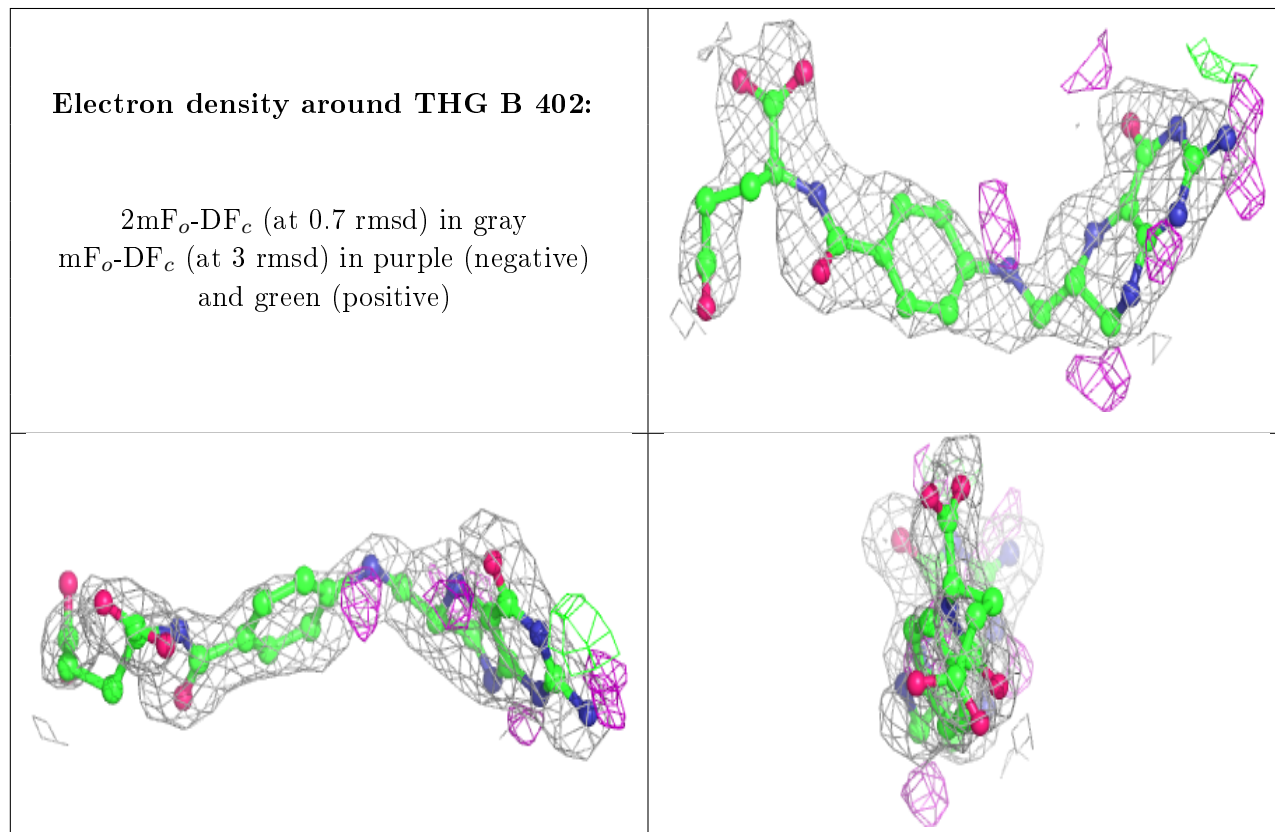 Electron density around THG B 402:
2mFo-DFc (at 0.7 rmsd) in gray
mFo-DFc (at 3 rmsd) in purple (negative)
and green (positive)